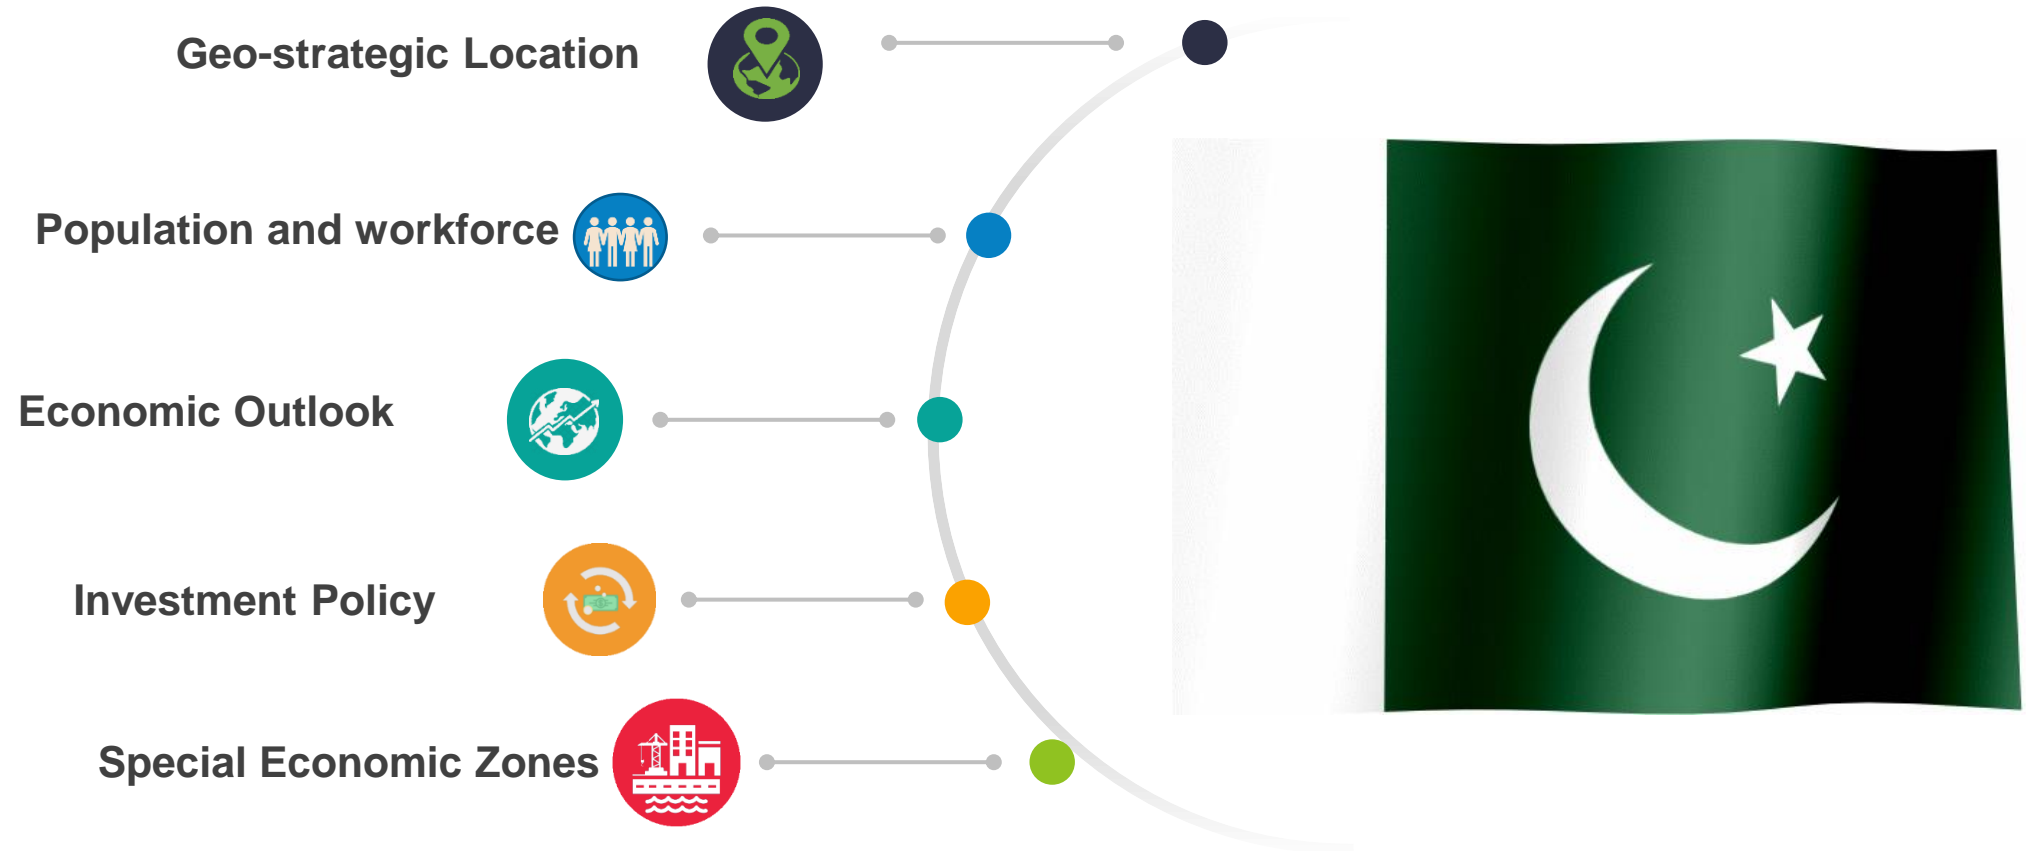 Geo-strategic Location
Population and workforce
Economic Outlook
Investment Policy
Special Economic Zones